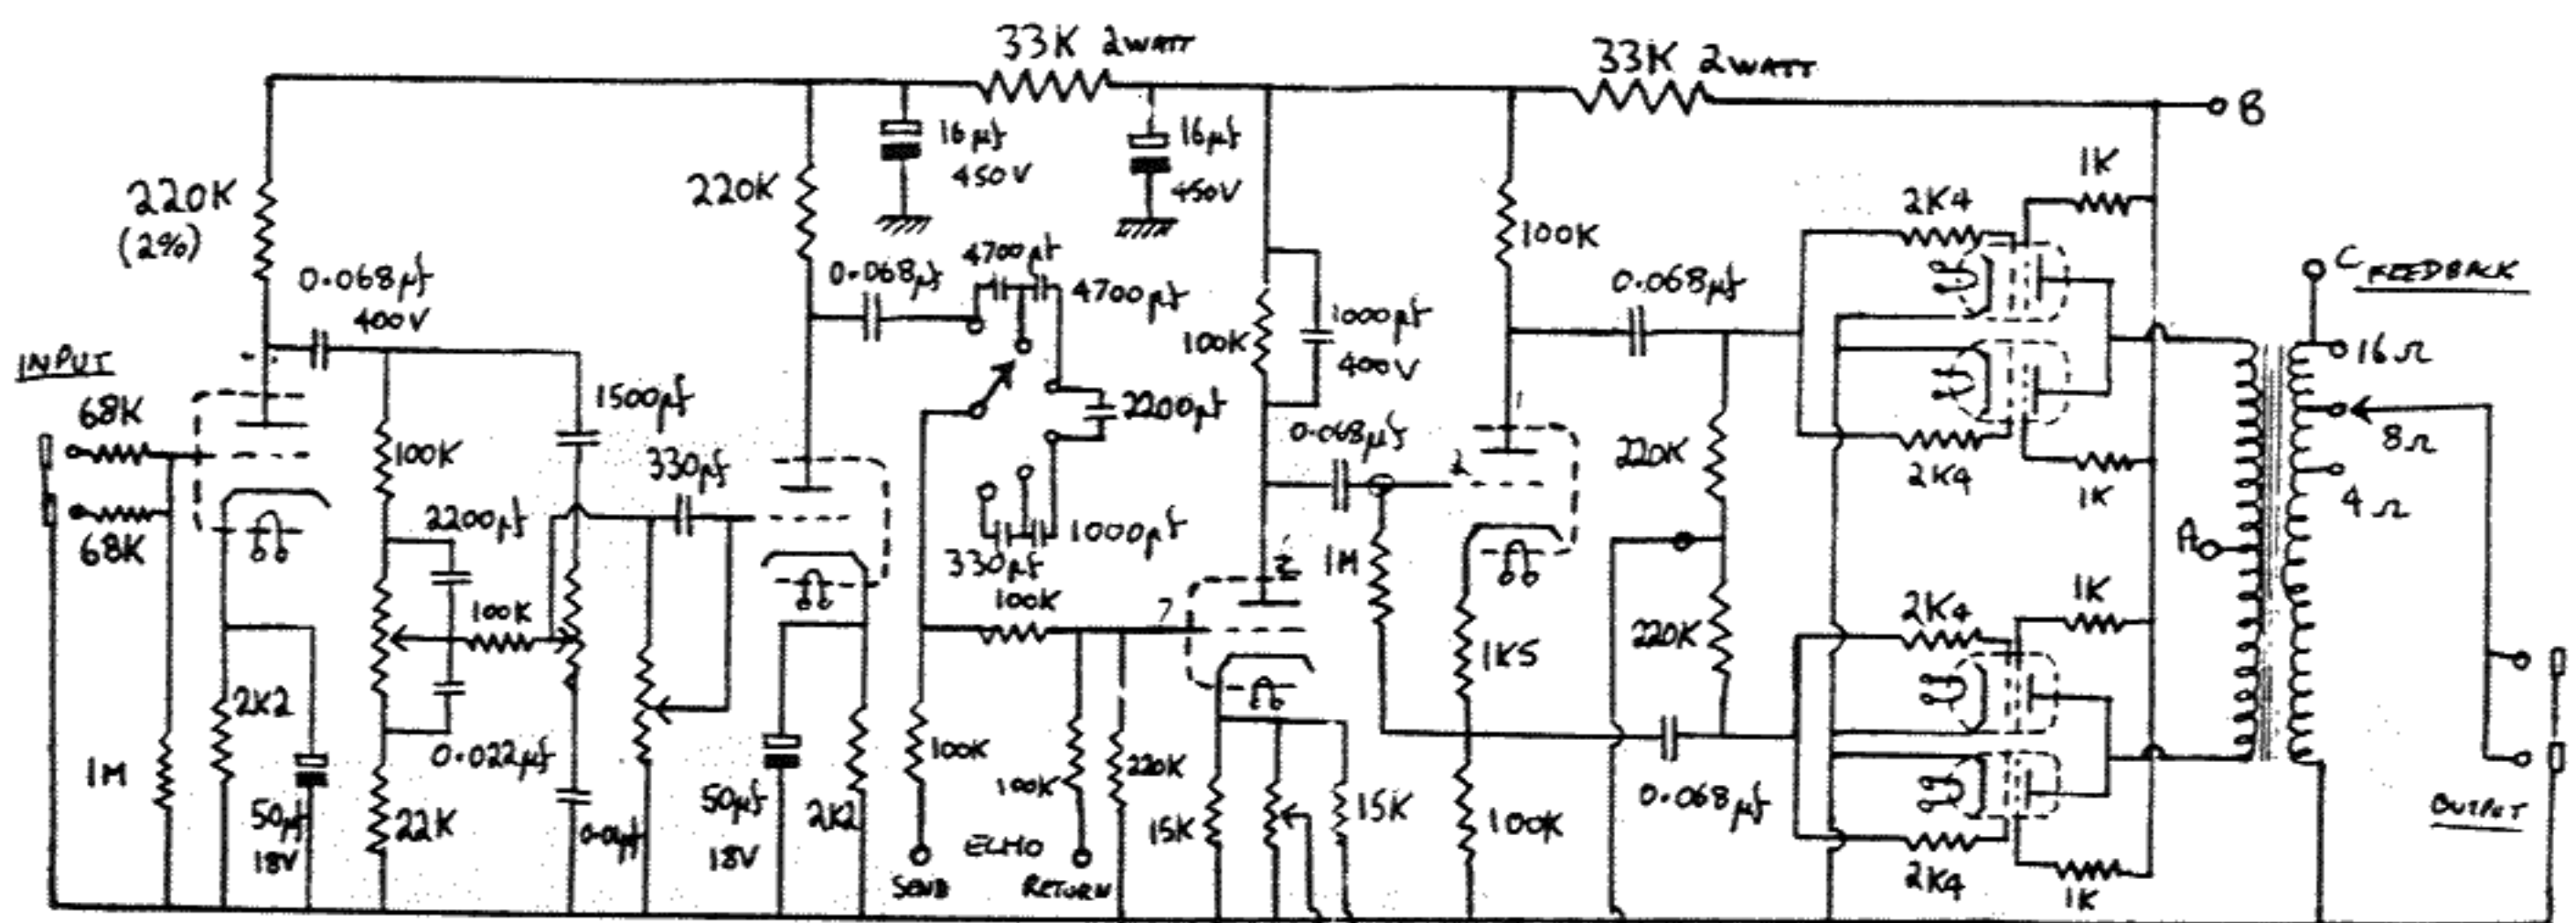 33K 2WATT
33K 2WATT
B
16µf
450V
16µf
450V
1K
220K
(2%)
220K
2K4
100K
4700pf
4700pf
0.068µf
400V
0.068µf
0.068µf
C FEEDBACK
1000pf
400V
100K
16Ω
INPUT
68K
1500pf
2200pf
8Ω
0.068µf
100K
330pf
220K
2K4
1K
4Ω
68K
2200pf
1000pf
330pf
1M
A
100K
100K
7
2K4
1K
1K5
220K
2K2
1M
0.022µf
100K
100K
220K
50µf
18V
22K
50µf
18V
2K2
15K
15K
100K
0.068µf
ECHO
SEND
RETURN
2K4
1K
OUTPUT